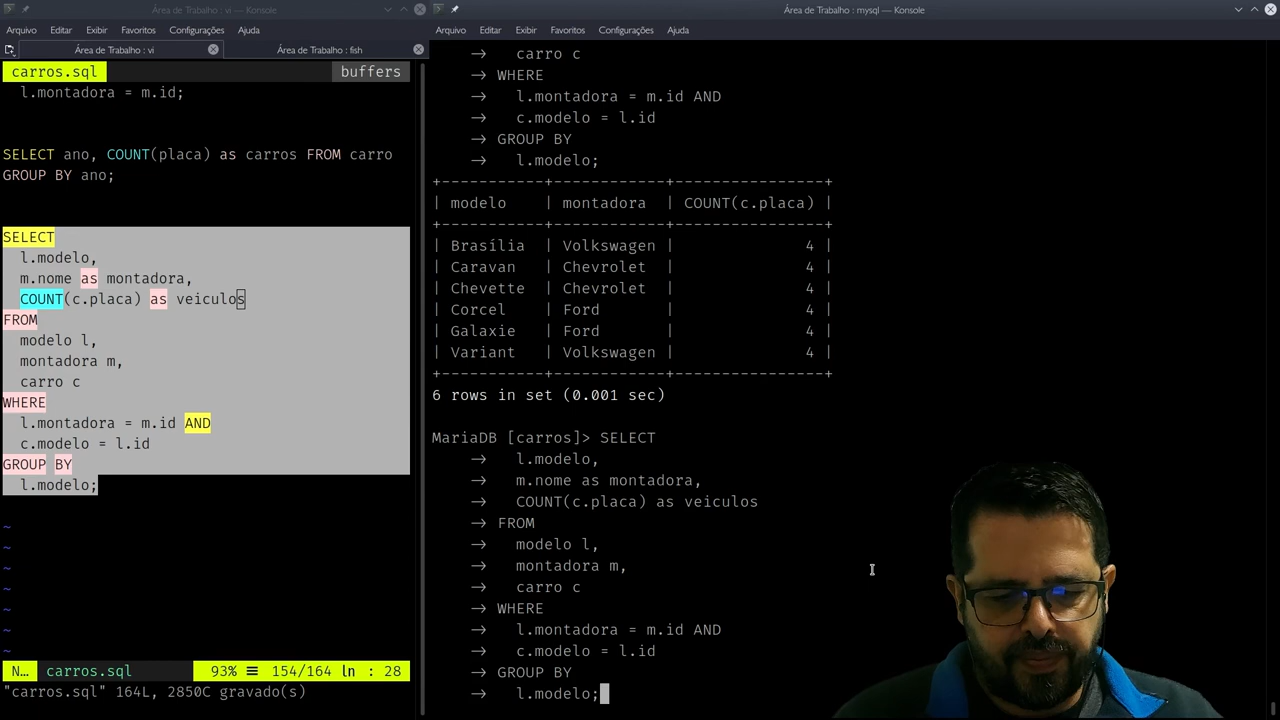 Área de Trabalho : vi — Konsole
Arquivo Editar Exibir Favoritos Configurações Ajuda
Área de Trabalho : vi
Área de Trabalho : fish
carros.sql
buffers
l.montadora = m.id;
SELECT ano, COUNT(placa) as carros FROM carro
GROUP BY ano;
SELECT
l.modelo,
m.nome as montadora,
COUNT(c.placa) as veiculos
FROM
modelo l,
montadora m,
carro c
WHERE
l.montadora = m.id AND
c.modelo = l.id
GROUP BY
l.modelo;
~
~
~
~
~
~
~
N… carros.sql 93% ≡ 154/164 ln : 28
"carros.sql" 164L, 2850C gravado(s)
Área de Trabalho : mysql — Konsole
Arquivo Editar Exibir Favoritos Configurações Ajuda
→ carro c
→ WHERE
→ l.montadora = m.id AND
→ c.modelo = l.id
→ GROUP BY
→ l.modelo;
+-----------+------------+----------------+
| modelo | montadora | COUNT(c.placa) |
+-----------+------------+----------------+
| Brasília | Volkswagen | 4 |
| Caravan | Chevrolet | 4 |
| Chevette | Chevrolet | 4 |
| Corcel | Ford | 4 |
| Galaxie | Ford | 4 |
| Variant | Volkswagen | 4 |
+-----------+------------+----------------+
6 rows in set (0.001 sec)
MariaDB [carros]> SELECT
→ l.modelo,
→ m.nome as montadora,
→ COUNT(c.placa) as veiculos
→ FROM
→ modelo l,
→ montadora m,
→ carro c
→ WHERE
→ l.montadora = m.id AND
→ c.modelo = l.id
→ GROUP BY
→ l.modelo;